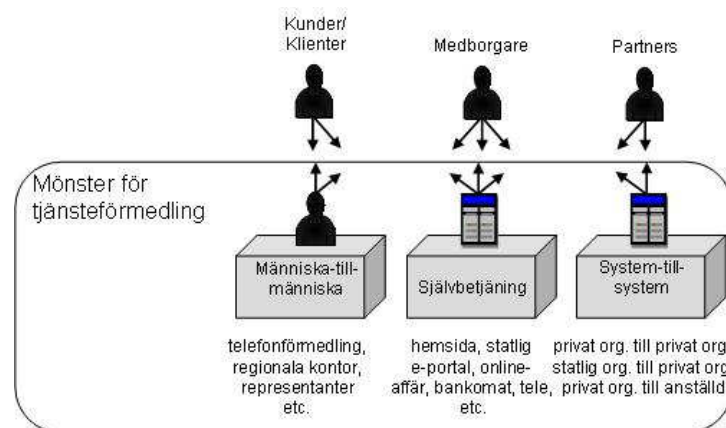 Kunder/
Klienter
Medborgare
Partners
Mönster för
tjänsteförmedling
Människa-till-
människa
Självbetjäning
System-till-
system
telefonförmedling,
regionala kontor,
representanter
etc.
hemsida, statlig
e-portal, online-
affär, bankomat, tele,
etc.
privat org. till privat org
statlig org. till privat org
privat org. till anställd